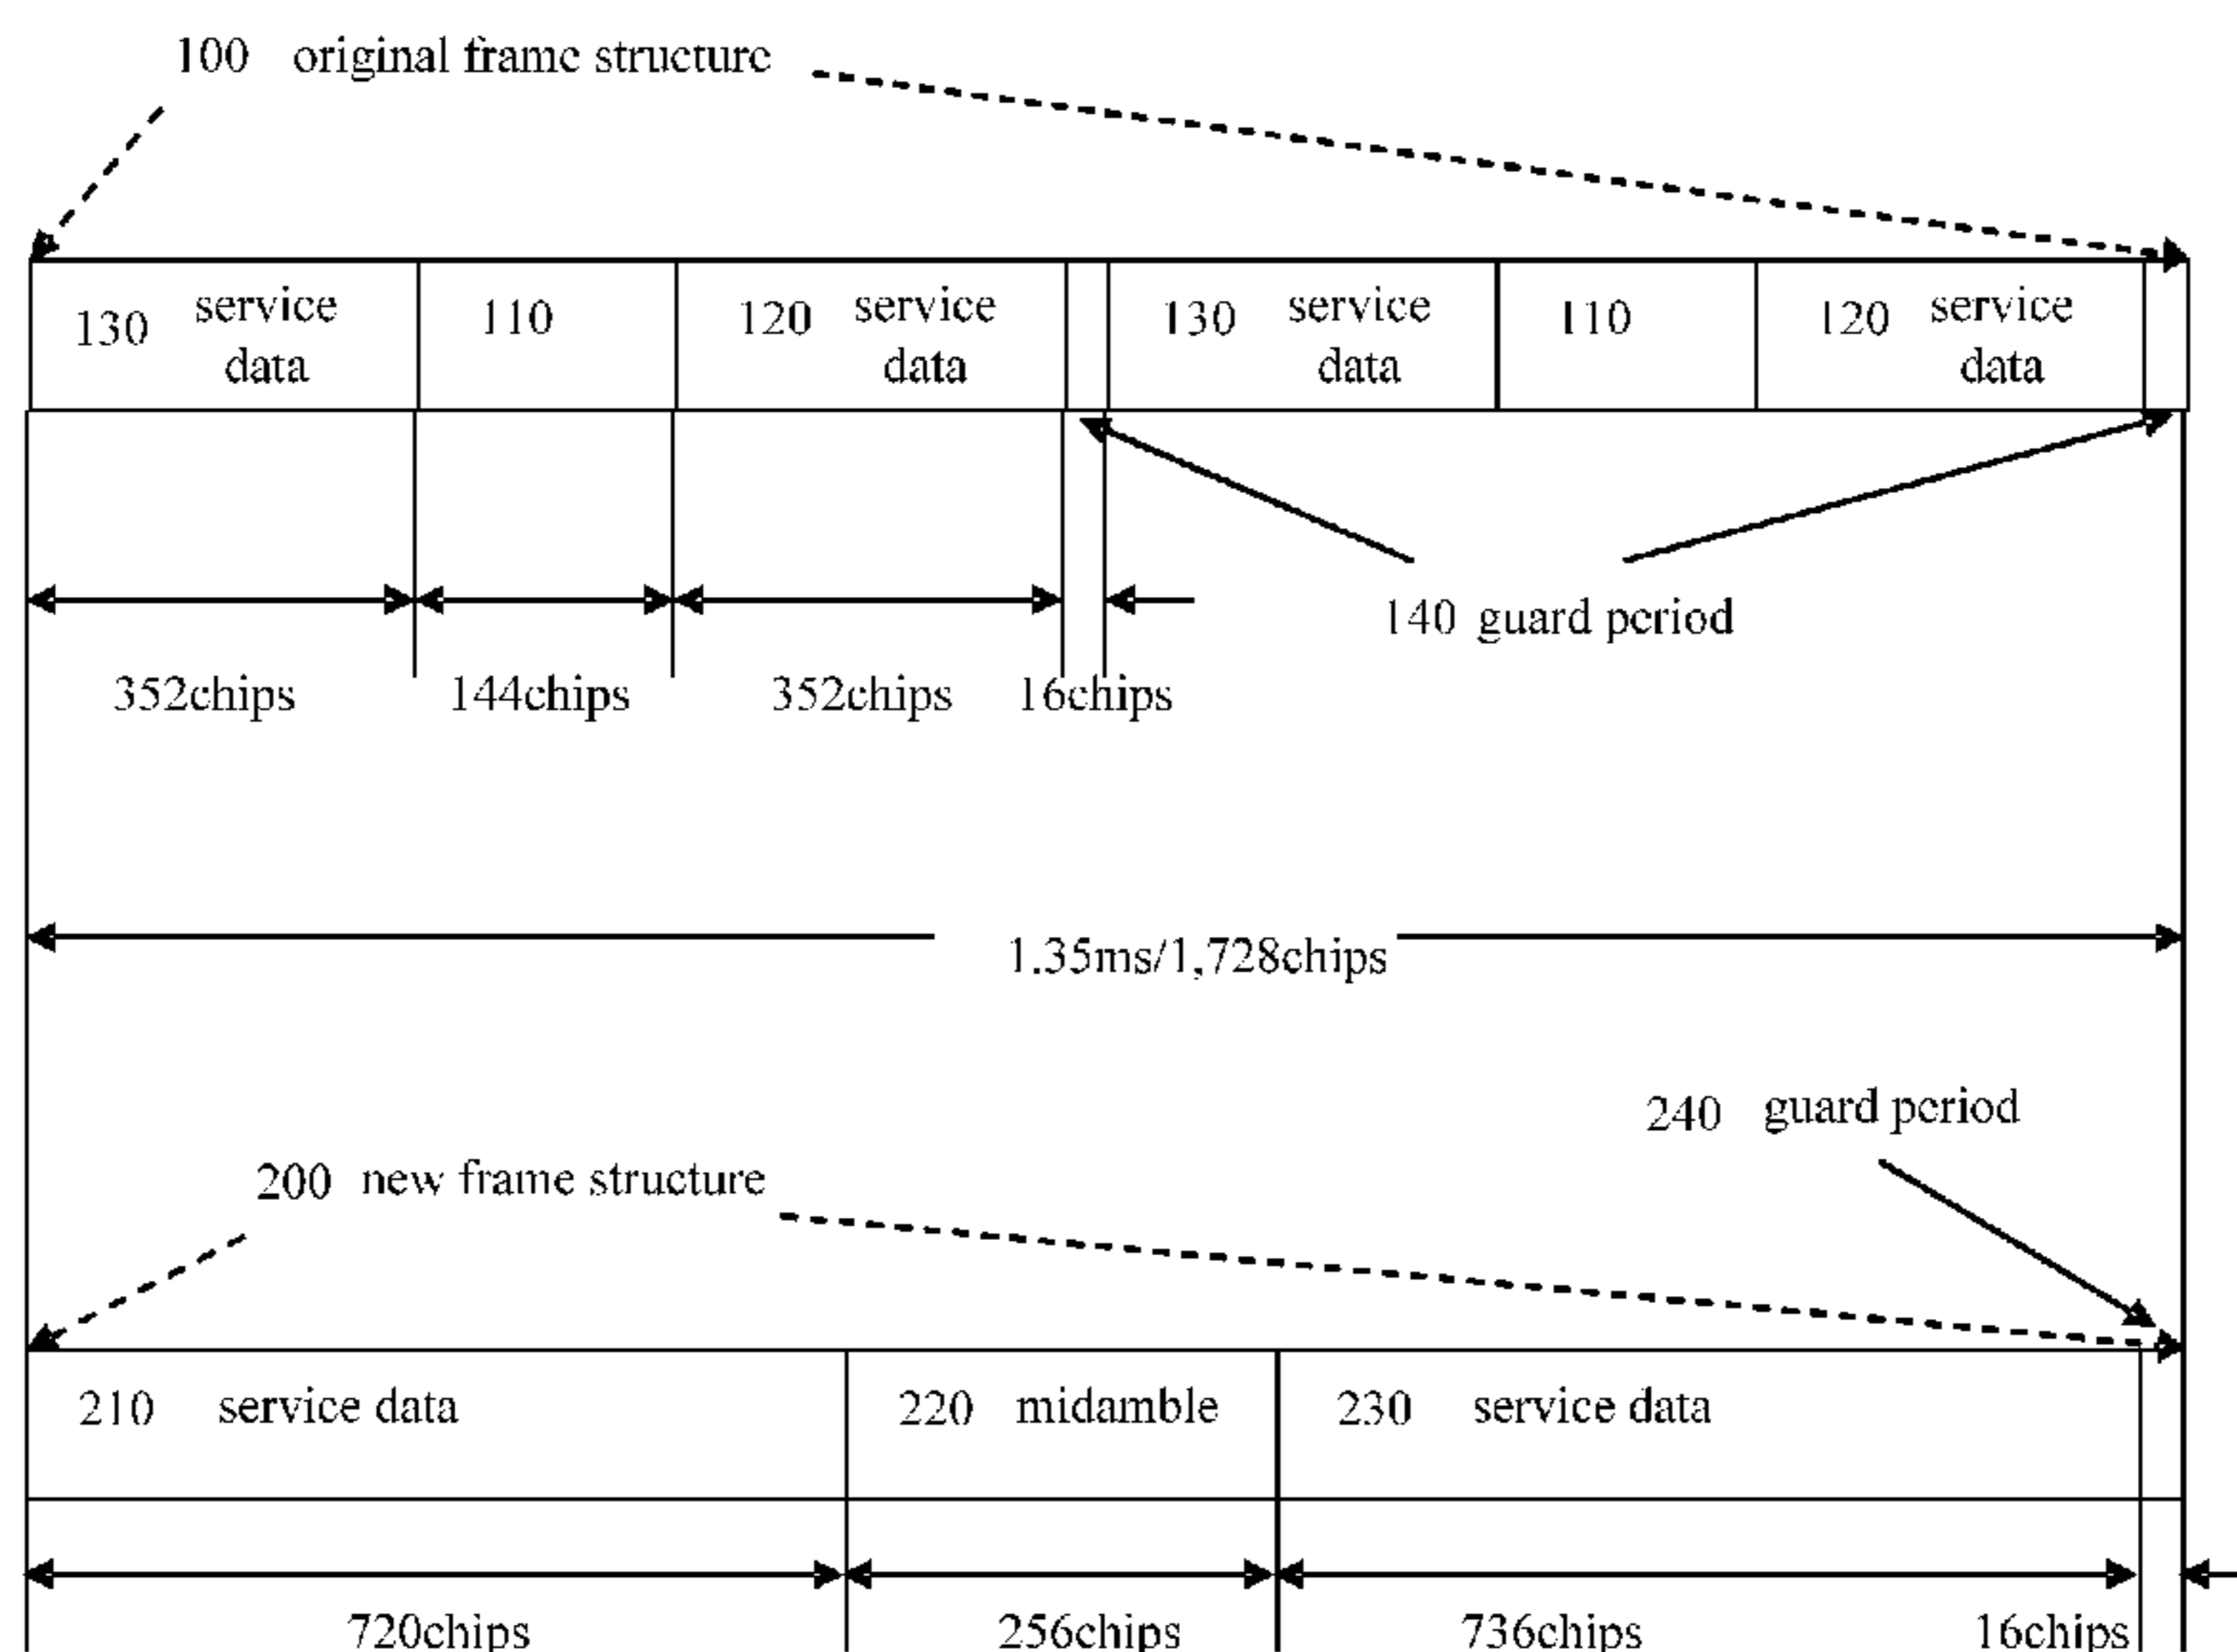 100 original frame structure
130 service data
110
120 service data
130 service data
110
120 service data
140 guard period
352chips
144chips
352chips
16chips
1.35ms/1,728chips
240 guard period
200 new frame structure
210 service data
220 midamble
230 service data
720chips
256chips
736chips
16chips